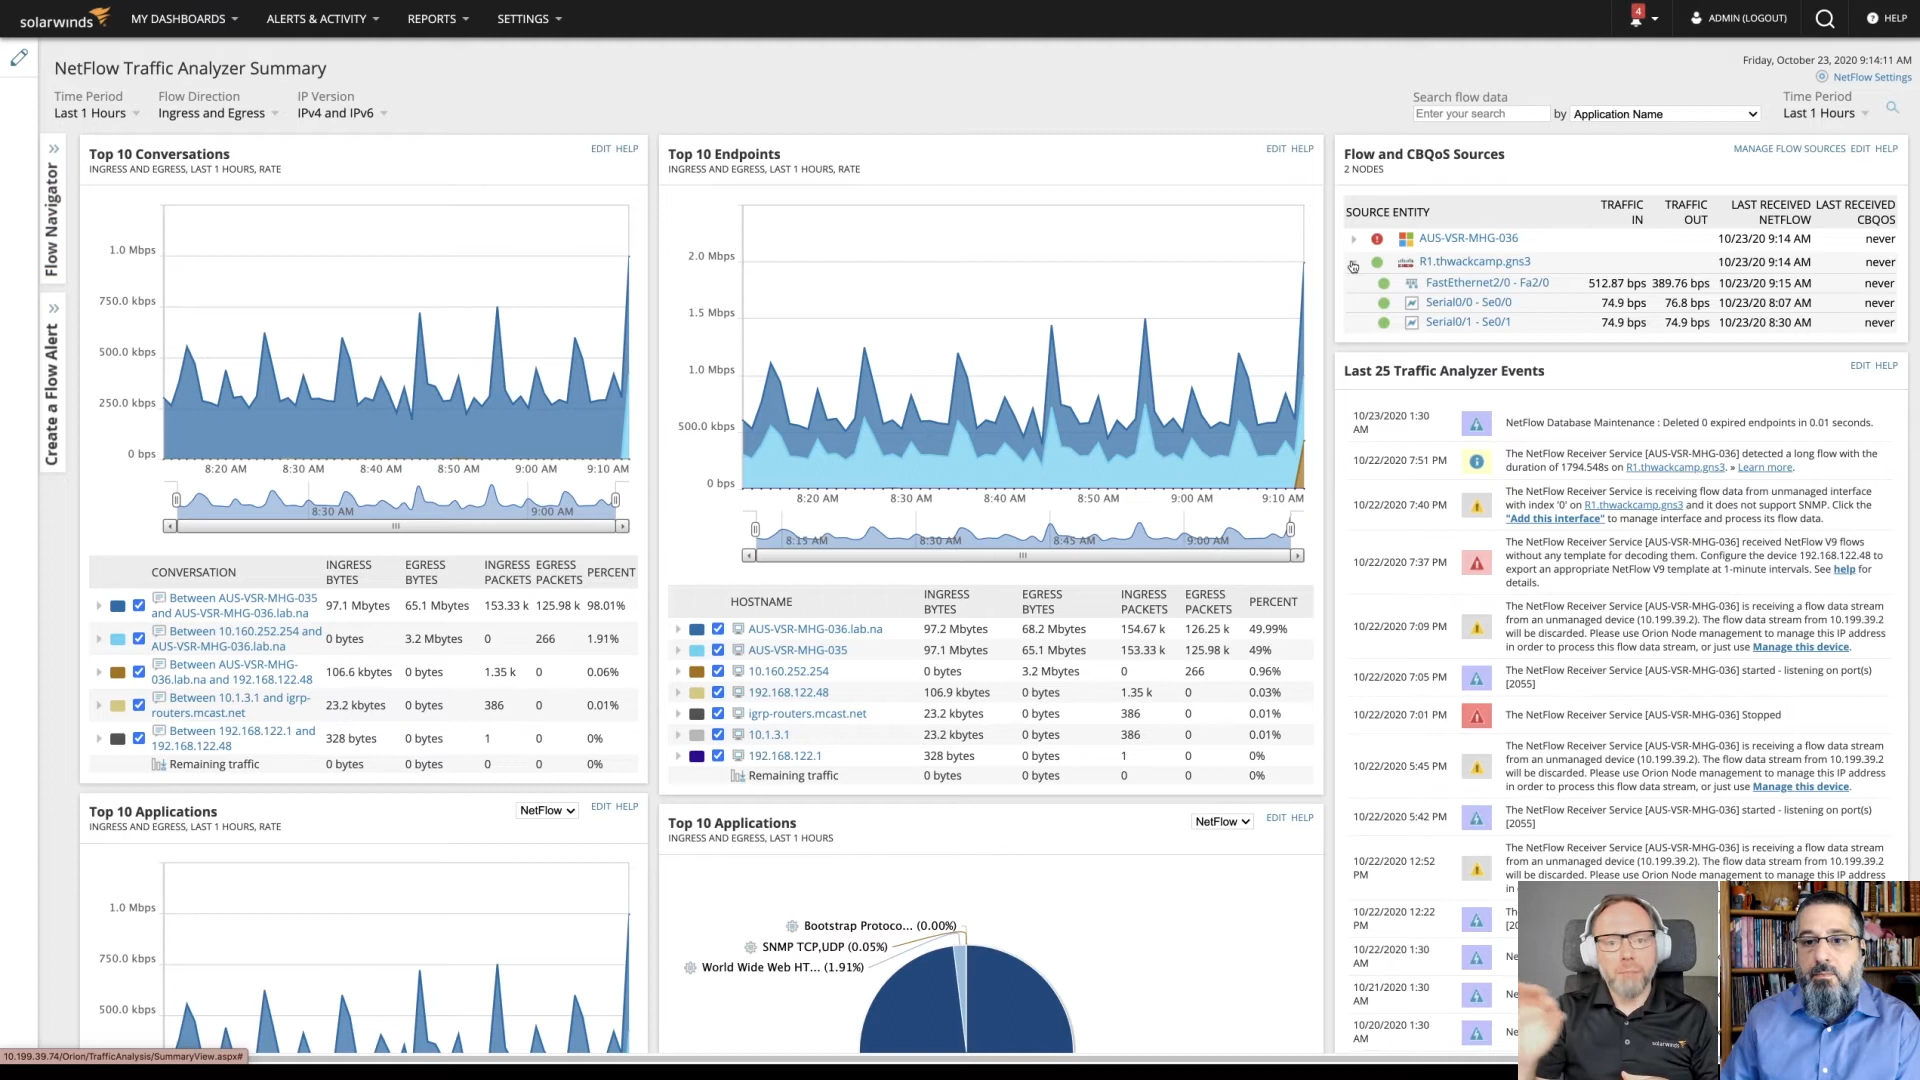 solarwinds
MY DASHBOARDS
ALERTS & ACTIVITY
REPORTS
SETTINGS
4
ADMIN (LOGOUT)
HELP
NetFlow Traffic Analyzer Summary
Friday, October 23, 2020 9:14:11 AM
NetFlow Settings
Time Period
Last 1 Hours
Flow Direction
Ingress and Egress
IP Version
IPv4 and IPv6
Search flow data
Enter your search
by
Application Name
Time Period
Last 1 Hours
Flow Navigator
Create a Flow Alert
Top 10 Conversations
EDIT HELP
INGRESS AND EGRESS, LAST 1 HOURS, RATE
1.0 Mbps
750.0 kbps
500.0 kbps
250.0 kbps
0 bps
8:20 AM 8:30 AM 8:40 AM 8:50 AM 9:00 AM 9:10 AM
8:30 AM 9:00 AM
CONVERSATION INGRESS BYTES EGRESS BYTES INGRESS PACKETS EGRESS PACKETS PERCENT
Between AUS-VSR-MHG-035 and AUS-VSR-MHG-036.lab.na 97.1 Mbytes 65.1 Mbytes 153.33 k 125.98 k 98.01%
Between 10.160.252.254 and AUS-VSR-MHG-036.lab.na 0 bytes 3.2 Mbytes 0 266 1.91%
Between AUS-VSR-MHG-036.lab.na and 192.168.122.48 106.6 kbytes 0 bytes 1.35 k 0 0.06%
Between 10.1.3.1 and igrp-routers.mcast.net 23.2 kbytes 0 bytes 386 0 0.01%
Between 192.168.122.1 and 192.168.122.48 328 bytes 0 bytes 1 0 0%
Remaining traffic 0 bytes 0 bytes 0 0 0%
Top 10 Endpoints
EDIT HELP
INGRESS AND EGRESS, LAST 1 HOURS, RATE
2.0 Mbps
1.5 Mbps
1.0 Mbps
500.0 kbps
0 bps
8:20 AM 8:30 AM 8:40 AM 8:50 AM 9:00 AM 9:10 AM
8:15 AM 8:30 AM 8:45 AM 9:00 AM
HOSTNAME INGRESS BYTES EGRESS BYTES INGRESS PACKETS EGRESS PACKETS PERCENT
AUS-VSR-MHG-036.lab.na 97.2 Mbytes 68.2 Mbytes 154.67 k 126.25 k 49.99%
AUS-VSR-MHG-035 97.1 Mbytes 65.1 Mbytes 153.33 k 125.98 k 49%
10.160.252.254 0 bytes 3.2 Mbytes 0 266 0.96%
192.168.122.48 106.9 kbytes 0 bytes 1.35 k 0 0.03%
igrp-routers.mcast.net 23.2 kbytes 0 bytes 386 0 0.01%
10.1.3.1 23.2 kbytes 0 bytes 386 0 0.01%
192.168.122.1 328 bytes 0 bytes 1 0 0%
Remaining traffic 0 bytes 0 bytes 0 0 0%
Flow and CBQoS Sources
MANAGE FLOW SOURCES EDIT HELP
2 NODES
SOURCE ENTITY TRAFFIC IN TRAFFIC OUT LAST RECEIVED NETFLOW LAST RECEIVED CBQOS
AUS-VSR-MHG-036 10/23/20 9:14 AM never
R1.thwackcamp.gns3 10/23/20 9:14 AM never
FastEthernet2/0 - Fa2/0 512.87 bps 389.76 bps 10/23/20 9:15 AM never
Serial0/0 - Se0/0 74.9 bps 76.8 bps 10/23/20 8:07 AM never
Serial0/1 - Se0/1 74.9 bps 74.9 bps 10/23/20 8:30 AM never
Last 25 Traffic Analyzer Events
EDIT HELP
10/23/2020 1:30 AM
NetFlow Database Maintenance : Deleted 0 expired endpoints in 0.01 seconds.
10/22/2020 7:51 PM
The NetFlow Receiver Service [AUS-VSR-MHG-036] detected a long flow with the
duration of 1794.548s on R1.thwackcamp.gns3. » Learn more.
10/22/2020 7:40 PM
The NetFlow Receiver Service is receiving flow data from unmanaged interface
with index '0' on R1.thwackcamp.gns3 and it does not support SNMP. Click the
"Add this interface" to manage interface and process its flow data.
10/22/2020 7:37 PM
The NetFlow Receiver Service [AUS-VSR-MHG-036] received NetFlow V9 flows
without any template for decoding them. Configure the device 192.168.122.48 to
export an appropriate NetFlow V9 template at 1-minute intervals. See help for
details.
10/22/2020 7:09 PM
The NetFlow Receiver Service [AUS-VSR-MHG-036] is receiving a flow data stream
from an unmanaged device (10.199.39.2). The flow data stream from 10.199.39.2
will be discarded. Please use Orion Node management to manage this IP address
in order to process this flow data stream, or just use Manage this device.
10/22/2020 7:05 PM
The NetFlow Receiver Service [AUS-VSR-MHG-036] started - listening on port(s)
[2055]
10/22/2020 7:01 PM
The NetFlow Receiver Service [AUS-VSR-MHG-036] Stopped
10/22/2020 5:45 PM
The NetFlow Receiver Service [AUS-VSR-MHG-036] is receiving a flow data stream
from an unmanaged device (10.199.39.2). The flow data stream from 10.199.39.2
will be discarded. Please use Orion Node management to manage this IP address
in order to process this flow data stream, or just use Manage this device.
10/22/2020 5:42 PM
The NetFlow Receiver Service [AUS-VSR-MHG-036] started - listening on port(s)
[2055]
10/22/2020 12:52 PM
The NetFlow Receiver Service [AUS-VSR-MHG-036] is receiving a flow data stream
from an unmanaged device (10.199.39.2). The flow data stream from 10.199.39.2
will be discarded. Please use Orion Node management to manage this IP address
in
10/22/2020 12:22 PM
10/22/2020 1:30 AM
10/21/2020 1:30 AM
10/20/2020 1:30 AM
Top 10 Applications
NetFlow
EDIT HELP
INGRESS AND EGRESS, LAST 1 HOURS, RATE
1.0 Mbps
750.0 kbps
500.0 kbps
Top 10 Applications
NetFlow
EDIT HELP
INGRESS AND EGRESS, LAST 1 HOURS
Bootstrap Protoco... (0.00%)
SNMP TCP,UDP (0.05%)
World Wide Web HT... (1.91%)
10.199.39.74/Orion/TrafficAnalysis/SummaryView.aspx#
solarwinds